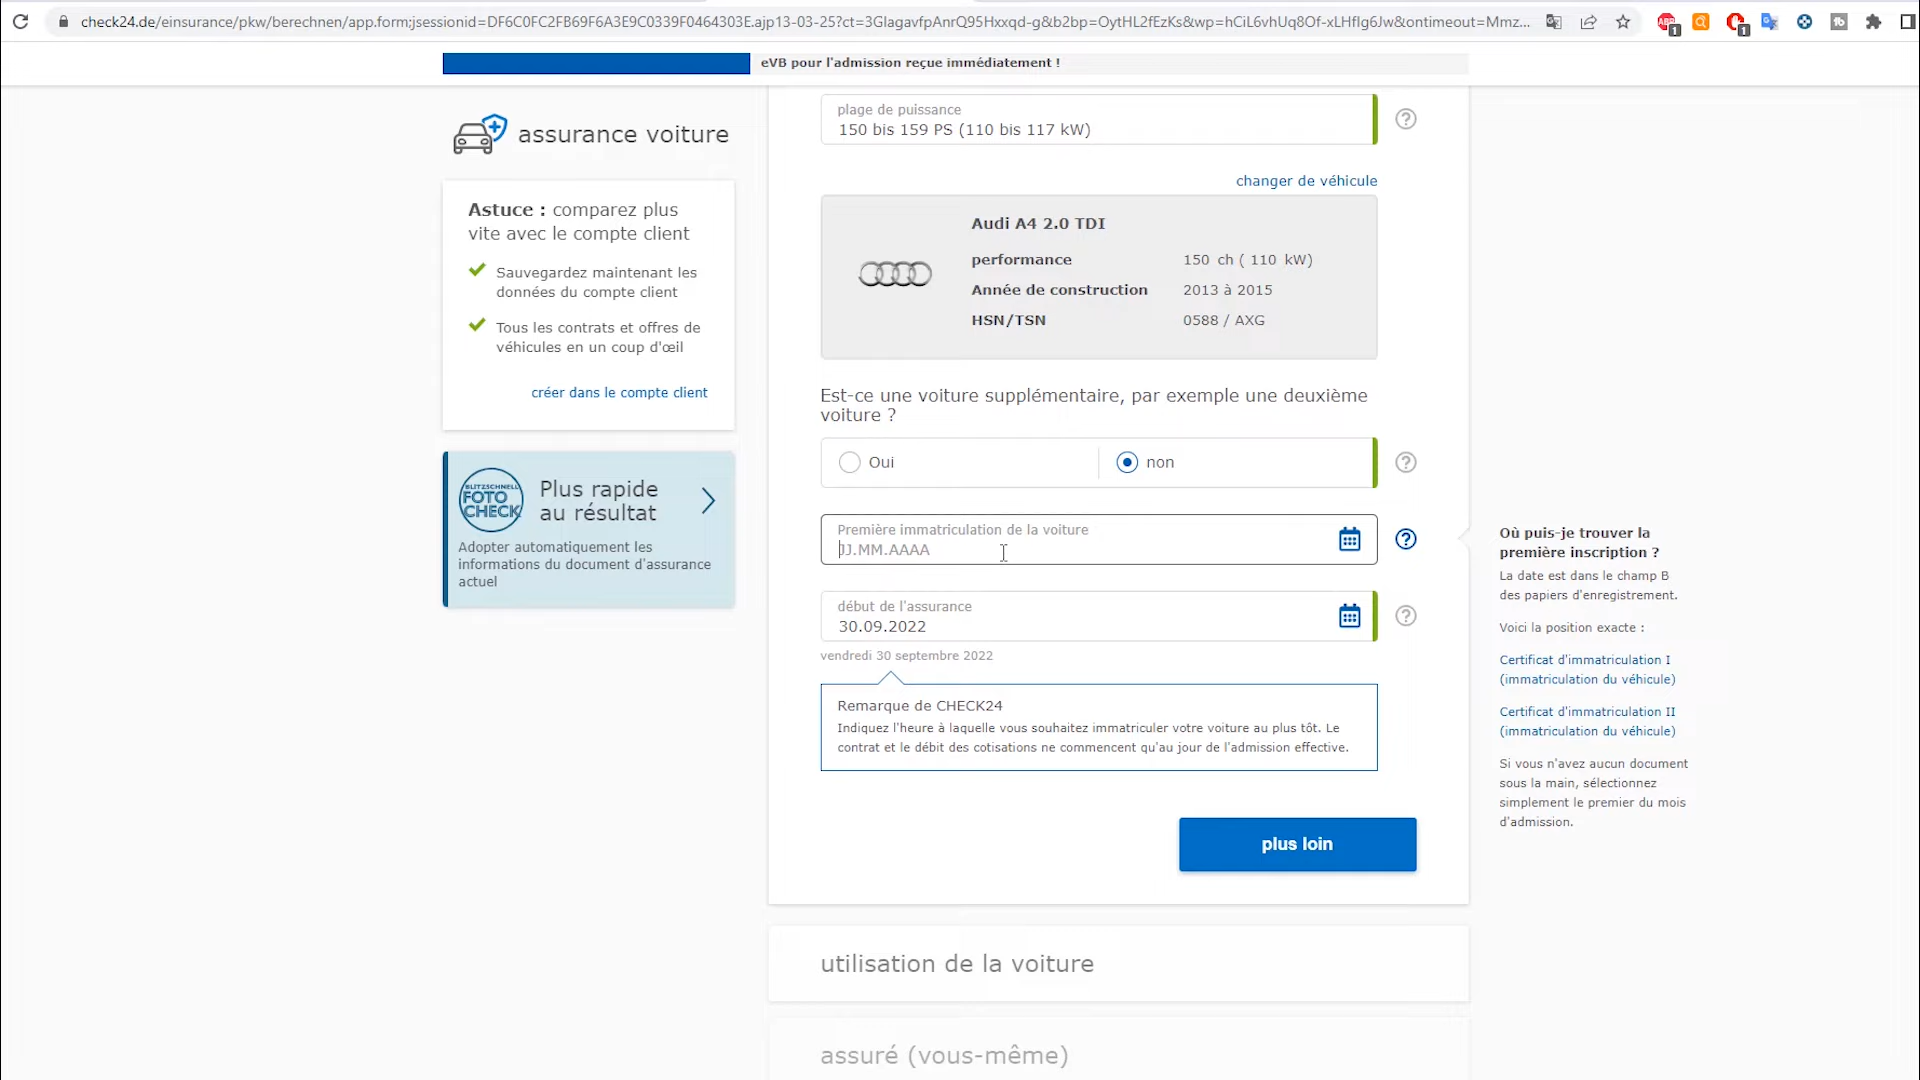 check24.de/einsurance/pkw/berechnen/app.form;jsessionid=DF6C0FC2FB69F6A3E9C0339F0464303E.ajp13-03-25?ct=3GlagavfpAnrQ95Hxxqd-g&b2bp=OytHL2fEzKs&wp=hCiL6vhUq8Of-xLHfIg6Jw&ontimeout=Mmz...
eVB pour l'admission reçue immédiatement !
assurance voiture
Astuce : comparez plus
vite avec le compte client
Sauvegardez maintenant les
données du compte client
Tous les contrats et offres de
véhicules en un coup d'œil
créer dans le compte client
BLITZSCHNELL
FOTO
CHECK
Plus rapide
au résultat
Adopter automatiquement les
informations du document d'assurance
actuel
plage de puissance
150 bis 159 PS (110 bis 117 kW)
changer de véhicule
Audi A4 2.0 TDI
performance 150 ch ( 110 kW)
Année de construction 2013 à 2015
HSN/TSN 0588 / AXG
Est-ce une voiture supplémentaire, par exemple une deuxième
voiture ?
Oui non
Première immatriculation de la voiture
JJ.MM.AAAA
début de l'assurance
30.09.2022
vendredi 30 septembre 2022
Remarque de CHECK24
Indiquez l'heure à laquelle vous souhaitez immatriculer votre voiture au plus tôt. Le
contrat et le débit des cotisations ne commencent qu'au jour de l'admission effective.
plus loin
Où puis-je trouver la
première inscription ?
La date est dans le champ B
des papiers d'enregistrement.
Voici la position exacte :
Certificat d'immatriculation I
(immatriculation du véhicule)
Certificat d'immatriculation II
(immatriculation du véhicule)
Si vous n'avez aucun document
sous la main, sélectionnez
simplement le premier du mois
d'admission.
utilisation de la voiture
assuré (vous-même)